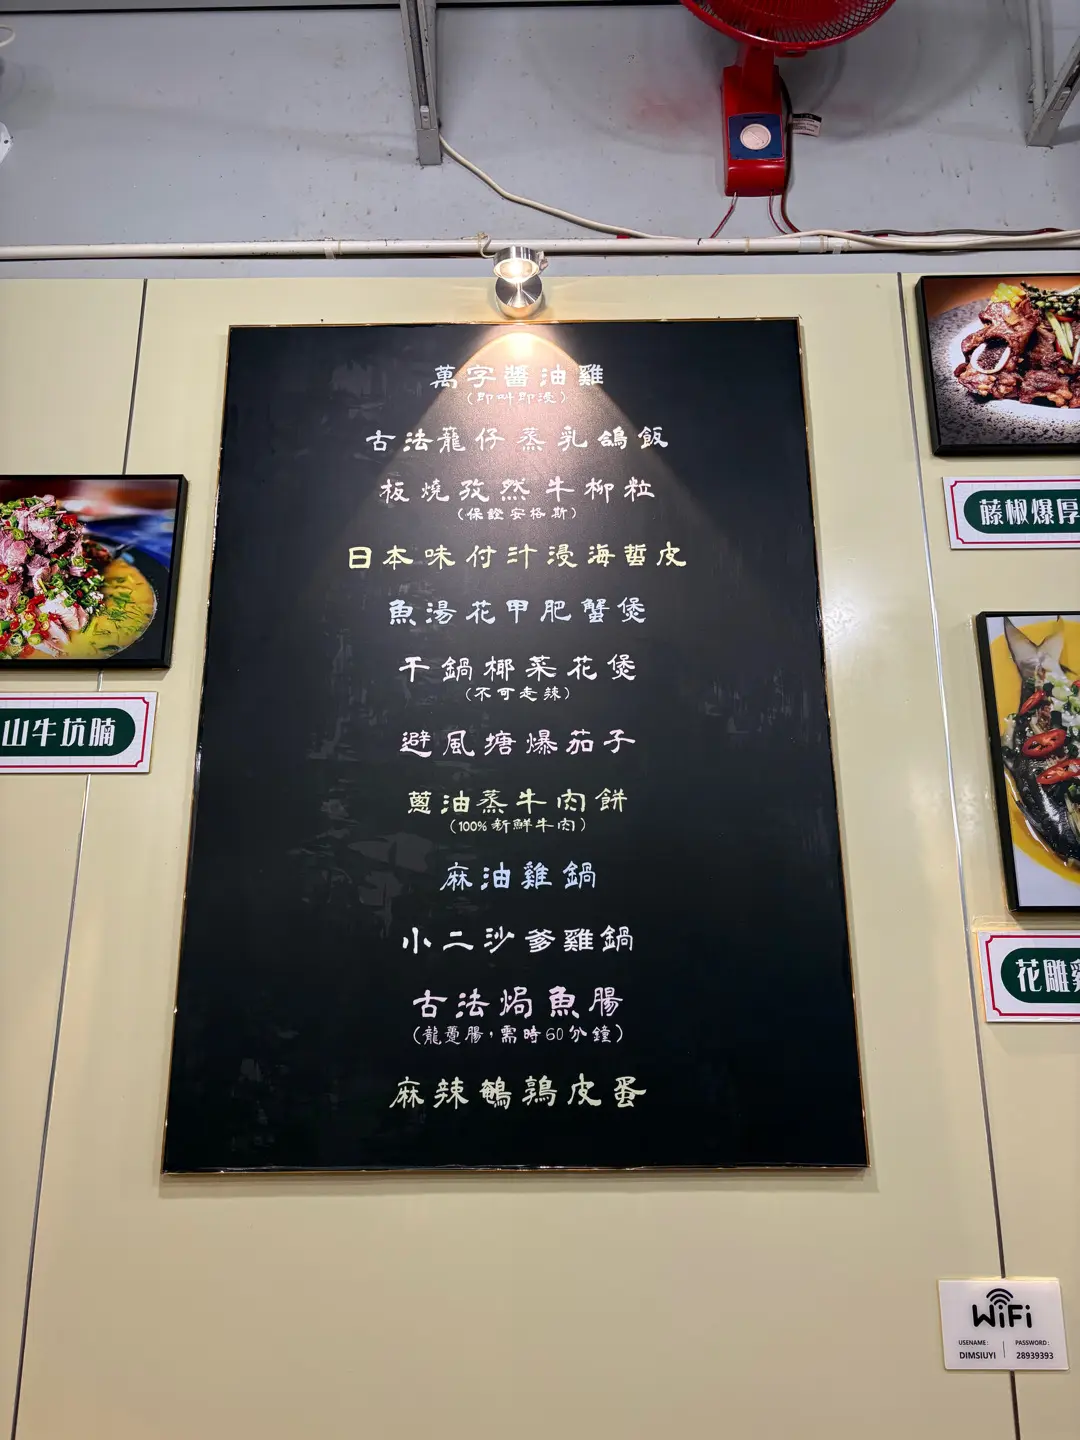 萬字醬油雞
(即叫即浸)
古法龍仔蒸乳鴿飯
板燒孜然牛柳粒
(保證安格斯)
日本味付汁浸海蜇皮
魚湯花甲肥蟹煲
干鍋椰菜花煲
(不可走辣)
避風塘爆茄子
蔥油蒸牛肉餅
(100%新鮮牛肉)
麻油雞鍋
小二沙爹雞鍋
古法焗魚腸
(龍躉腸，需時60分鐘)
麻辣鵪鶉皮蛋
山牛坑腩
藤椒爆厚
花雕雞
WiFi
USENAME: PASSWORD:
DIMSIUYI 28939393